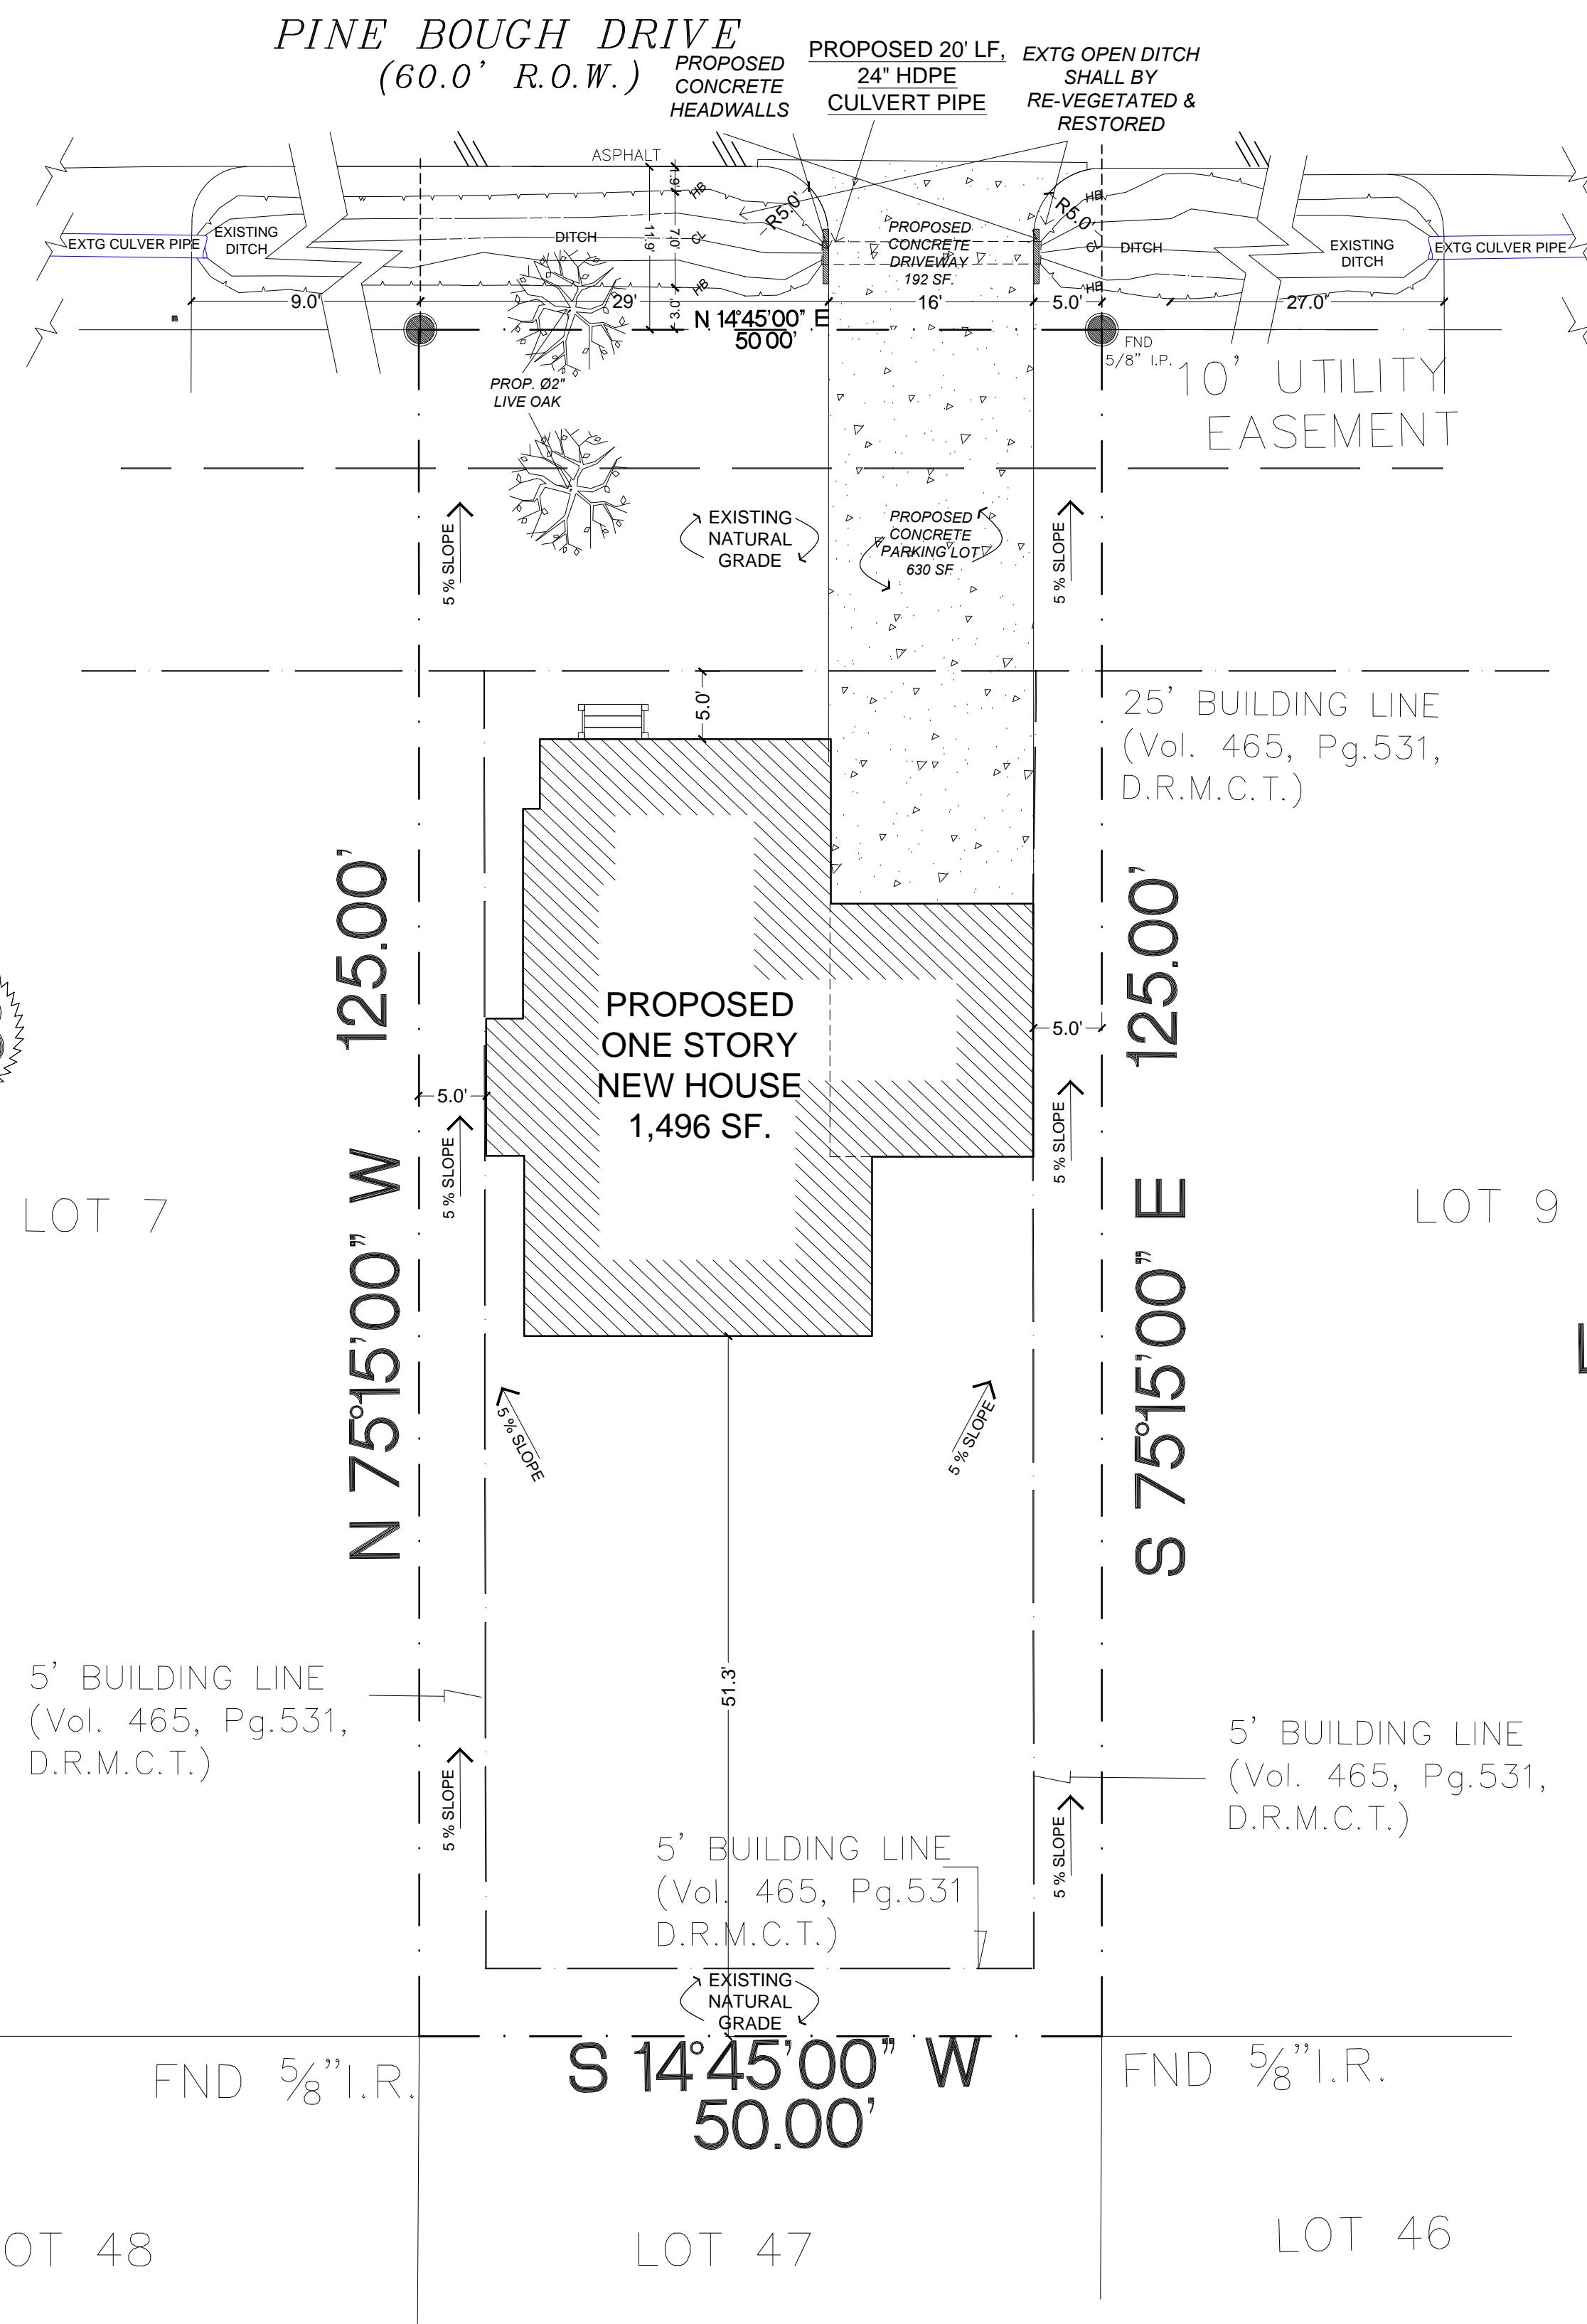 PINE BOUGH DRIVE
(60.0' R.O.W.)
PROPOSED
CONCRETE
HEADWALLS
PROPOSED 20' LF,
24" HDPE
CULVERT PIPE
EXTG OPEN DITCH
SHALL BY
RE-VEGETATED &
RESTORED
ASPHALT
1.9'
HB
R5.0'
R5.0'
HB
EXTG CULVER PIPE
EXISTING
DITCH
DITCH
11.9'
7.0'
CL
PROPOSED
CONCRETE
DRIVEWAY
192 SF.
CL
DITCH
EXISTING
DITCH
EXTG CULVER PIPE
HB
HB
9.0'
29'
3.0'
16'
5.0'
27.0'
N 14°45'00" E
50.00'
FND
5/8" I.P.
10' UTILITY
EASEMENT
PROP. Ø2"
LIVE OAK
5 % SLOPE
EXISTING
NATURAL
GRADE
PROPOSED
CONCRETE
PARKING LOT
630 SF
5 % SLOPE
5.0'
25' BUILDING LINE
(Vol. 465, Pg.531,
D.R.M.C.T.)
N 75°15'00" W 125.00'
S 75°15'00" E 125.00'
PROPOSED
ONE STORY
NEW HOUSE
1,496 SF.
5.0'
5.0'
5 % SLOPE
5 % SLOPE
LOT 7
LOT 9
5 % SLOPE
5 % SLOPE
51.3'
5' BUILDING LINE
(Vol. 465, Pg.531,
D.R.M.C.T.)
5' BUILDING LINE
(Vol. 465, Pg.531,
D.R.M.C.T.)
5 % SLOPE
5 % SLOPE
5' BUILDING LINE
(Vol. 465, Pg.531
D.R.M.C.T.)
EXISTING
NATURAL
GRADE
FND 5/8"I.R.
S 14°45'00" W
50.00'
FND 5/8"I.R.
OT 48
LOT 47
LOT 46